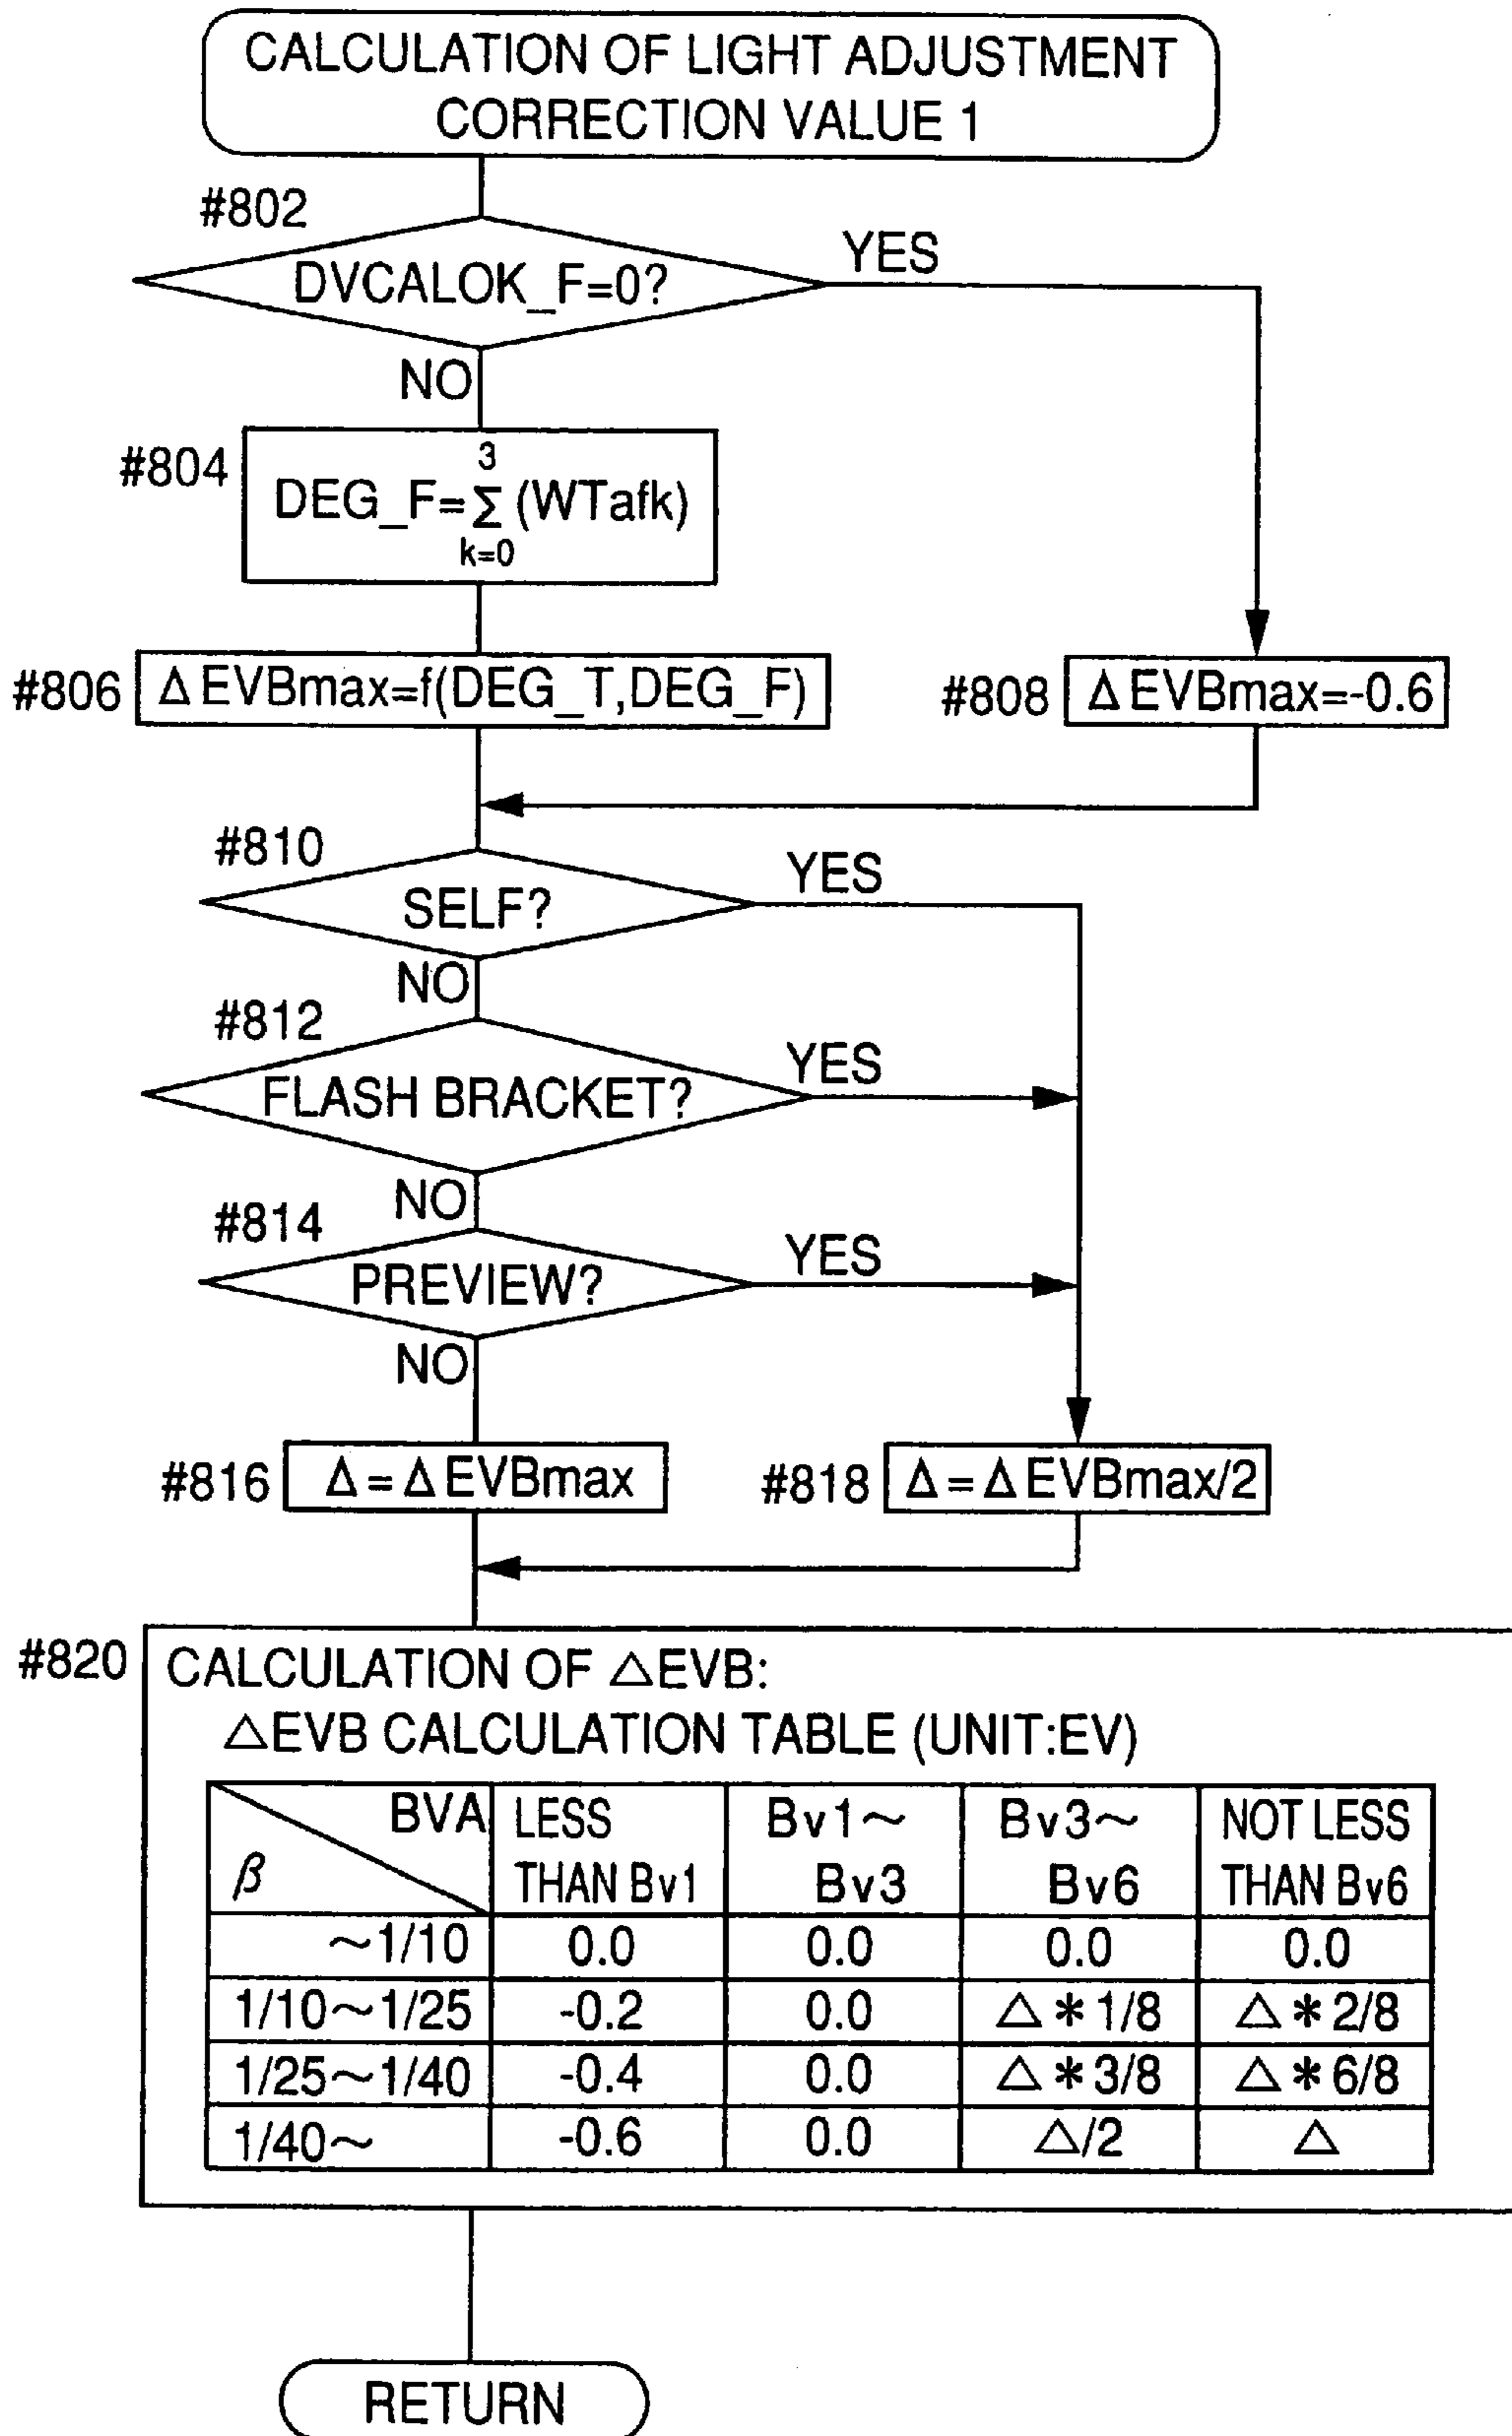 CALCULATION OF LIGHT ADJUSTMENT
CORRECTION VALUE 1
#802
DVCALOK_F=0?
YES
NO
#804
3
DEG_F=Σ(WTafk)
k=0
#806
ΔEVBmax=f(DEG_T,DEG_F)
#808
ΔEVBmax=-0.6
#810
SELF?
YES
NO
#812
FLASH BRACKET?
YES
NO
#814
PREVIEW?
YES
NO
#816
Δ=ΔEVBmax
#818
Δ=ΔEVBmax/2
#820
CALCULATION OF △EVB:
△EVB CALCULATION TABLE (UNIT:EV)
BVA
β
LESS
THAN Bv1
Bv1~
Bv3
Bv3~
Bv6
NOT LESS
THAN Bv6
~1/10 0.0 0.0 0.0 0.0
1/10~1/25 -0.2 0.0 △*1/8 △*2/8
1/25~1/40 -0.4 0.0 △*3/8 △*6/8
1/40~ -0.6 0.0 △/2 △
RETURN